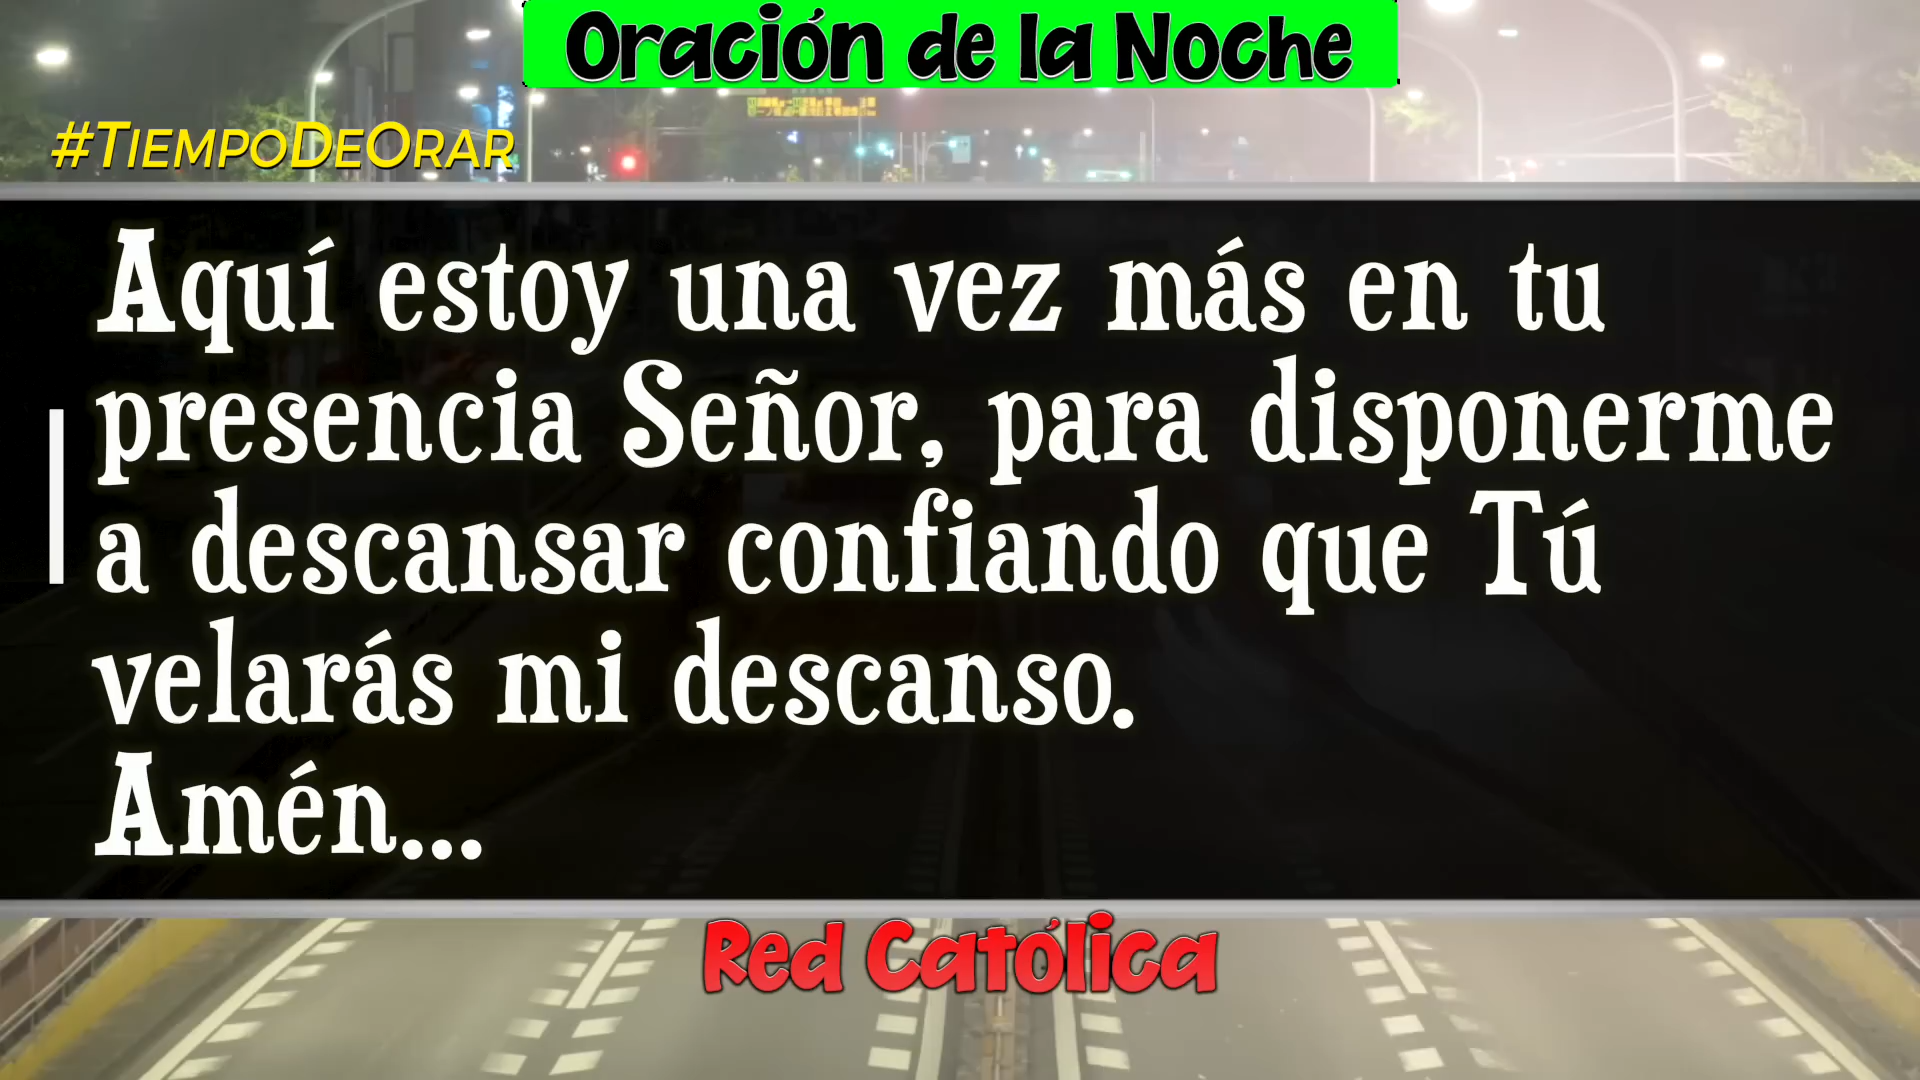 Oración de la Noche
#TiempoDeOrar
Aquí estoy una vez más en tu
presencia Señor, para disponerme
a descansar confiando que Tú
velarás mi descanso.
Amén...
Red Católica